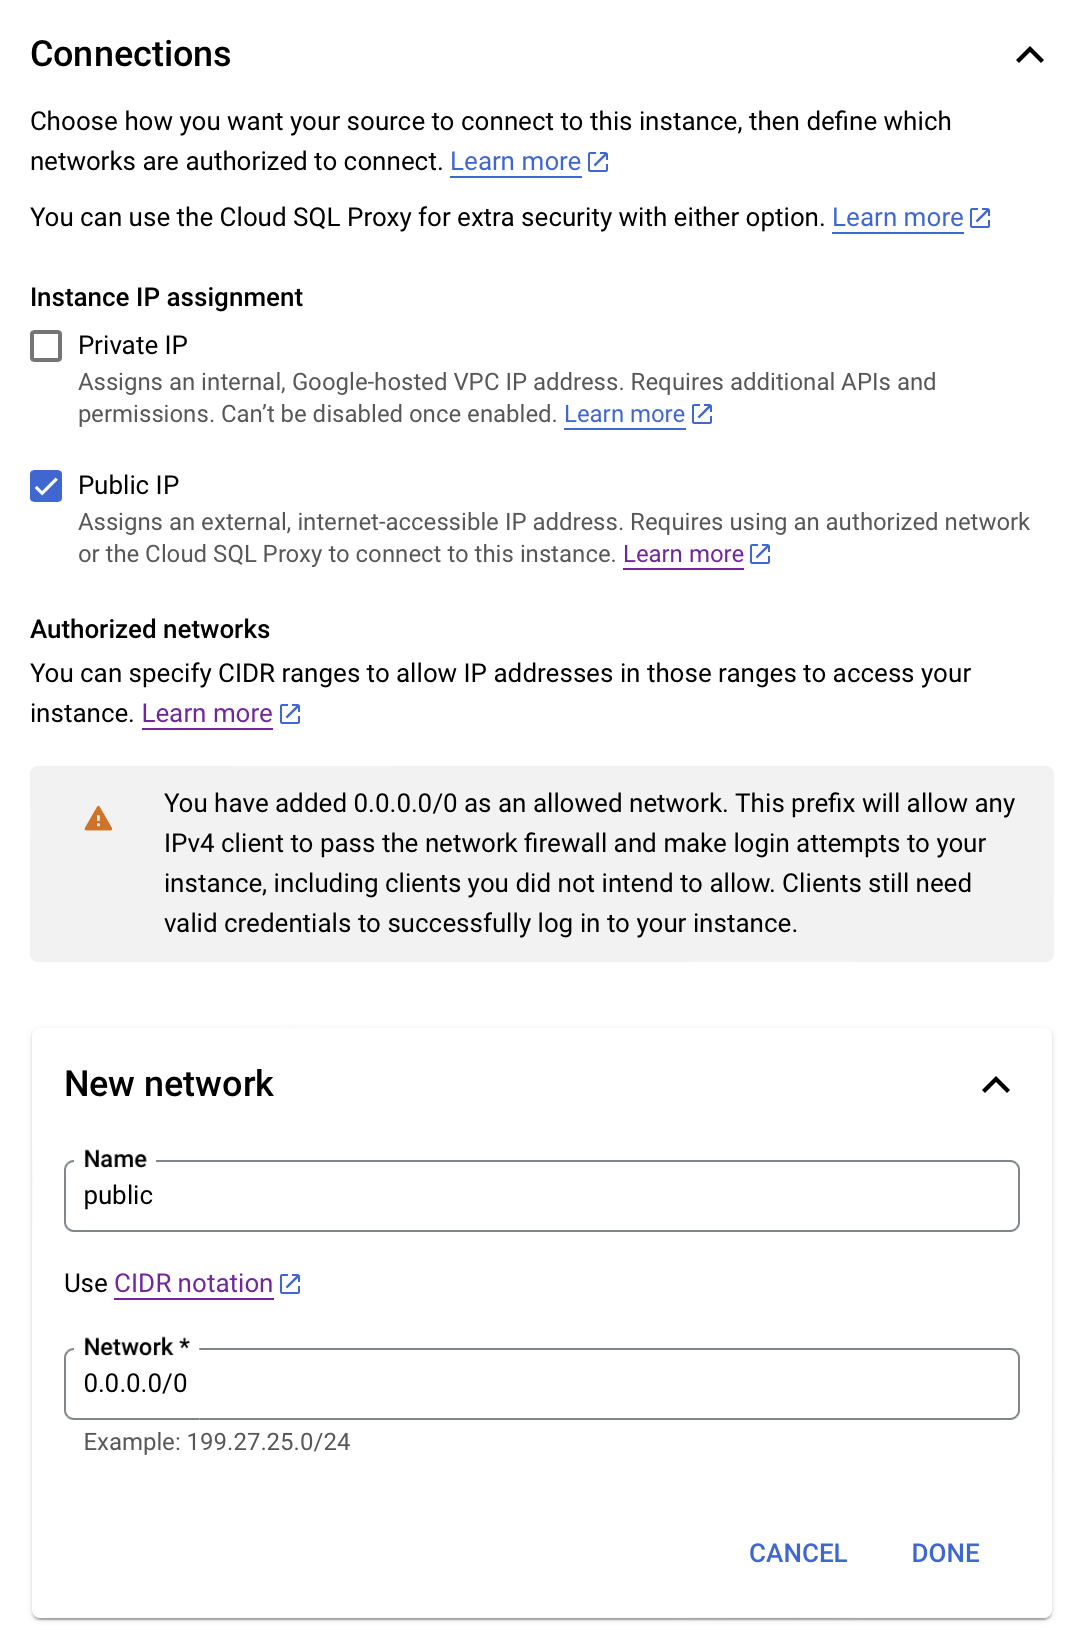 Connections
Choose how you want your source to connect to this instance, then define which
networks are authorized to connect. Learn more
You can use the Cloud SQL Proxy for extra security with either option. Learn more
Instance IP assignment
Private IP
Assigns an internal, Google-hosted VPC IP address. Requires additional APIs and
permissions. Can’t be disabled once enabled. Learn more
Public IP
Assigns an external, internet-accessible IP address. Requires using an authorized network
or the Cloud SQL Proxy to connect to this instance. Learn more
Authorized networks
You can specify CIDR ranges to allow IP addresses in those ranges to access your
instance. Learn more
You have added 0.0.0.0/0 as an allowed network. This prefix will allow any
IPv4 client to pass the network firewall and make login attempts to your
instance, including clients you did not intend to allow. Clients still need
valid credentials to successfully log in to your instance.
New network
Name
public
Use CIDR notation
Network *
0.0.0.0/0
Example: 199.27.25.0/24
CANCEL DONE